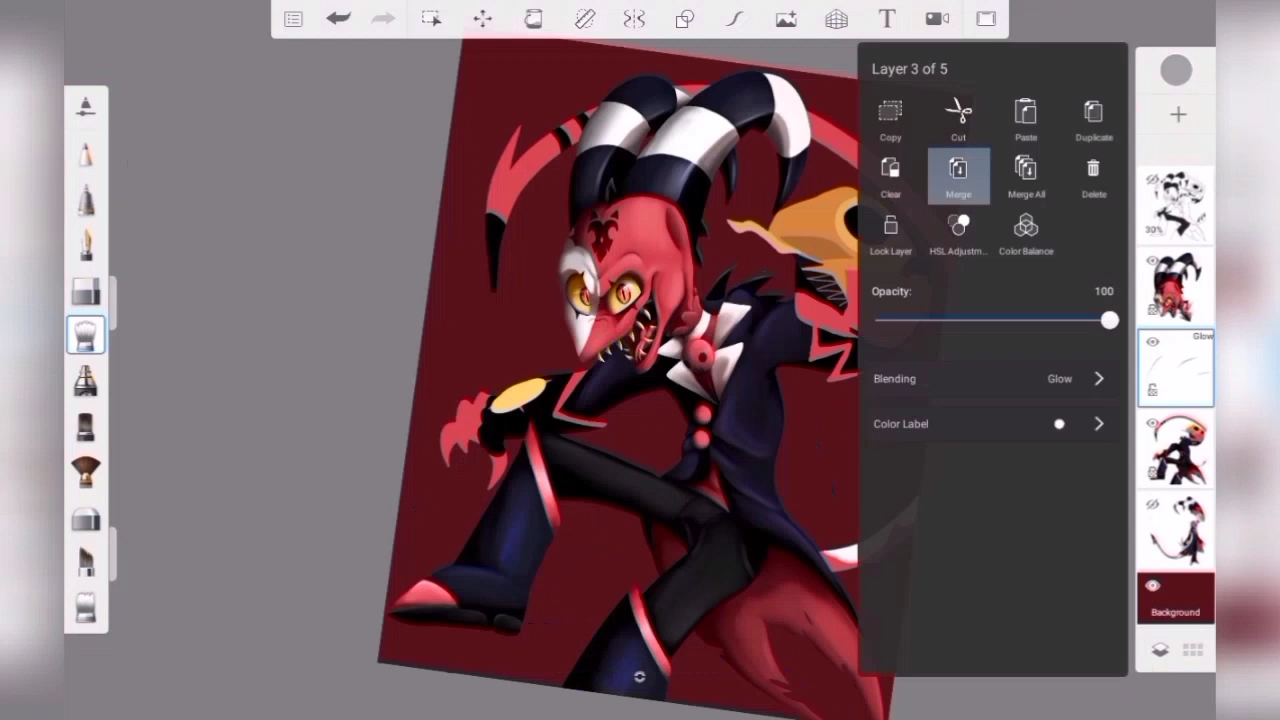 T
Layer 3 of 5
Copy
Cut
Paste
Duplicate
Clear
Merge
Merge All
Delete
Lock Layer
HSL Adjustm...
Color Balance
Opacity:
100
Blending
Glow
Color Label
30%
Glow
Background